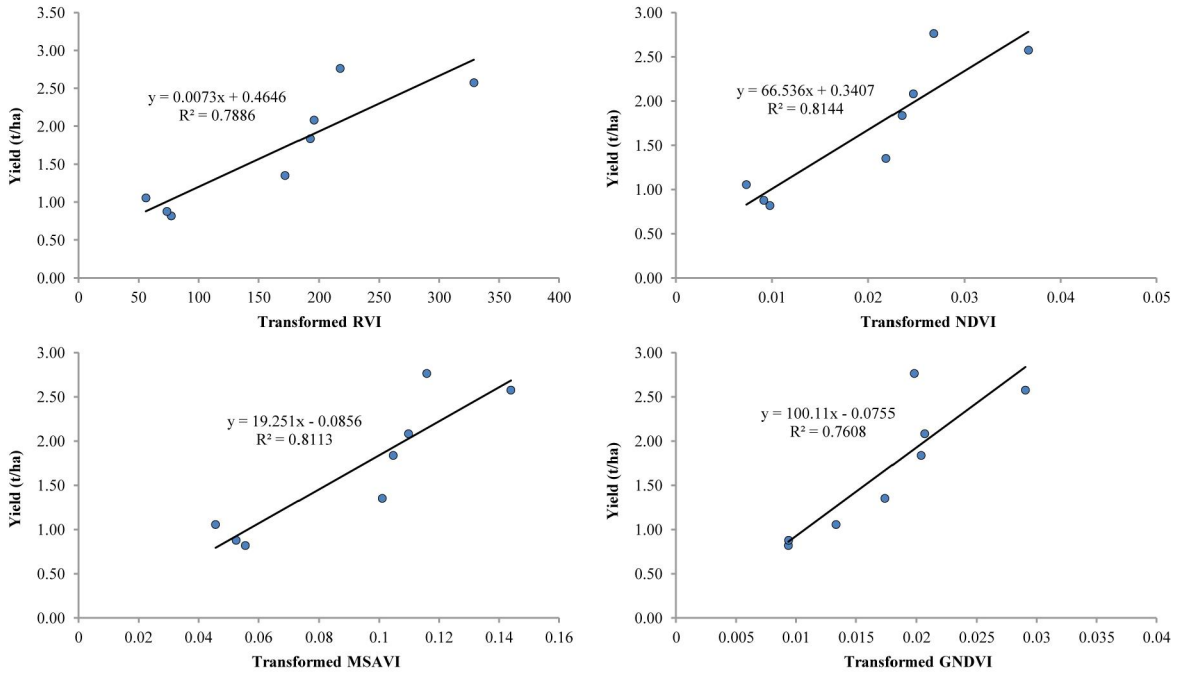 3.50
3.00
2.50
2.00
1.50
1.00
0.50
0.00
Yield (t/ha)
y = 0.0073x + 0.4646
R² = 0.7886
0 50 100 150 200 250 300 350 400
Transformed RVI
3.00
2.50
2.00
1.50
1.00
0.50
0.00
Yield (t/ha)
y = 66.536x + 0.3407
R² = 0.8144
0 0.01 0.02 0.03 0.04 0.05
Transformed NDVI
3.00
2.50
2.00
1.50
1.00
0.50
0.00
Yield (t/ha)
y = 19.251x - 0.0856
R² = 0.8113
0 0.02 0.04 0.06 0.08 0.1 0.12 0.14 0.16
Transformed MSAVI
3.00
2.50
2.00
1.50
1.00
0.50
0.00
Yield (t/ha)
y = 100.11x - 0.0755
R² = 0.7608
0 0.005 0.01 0.015 0.02 0.025 0.03 0.035 0.04
Transformed GNDVI